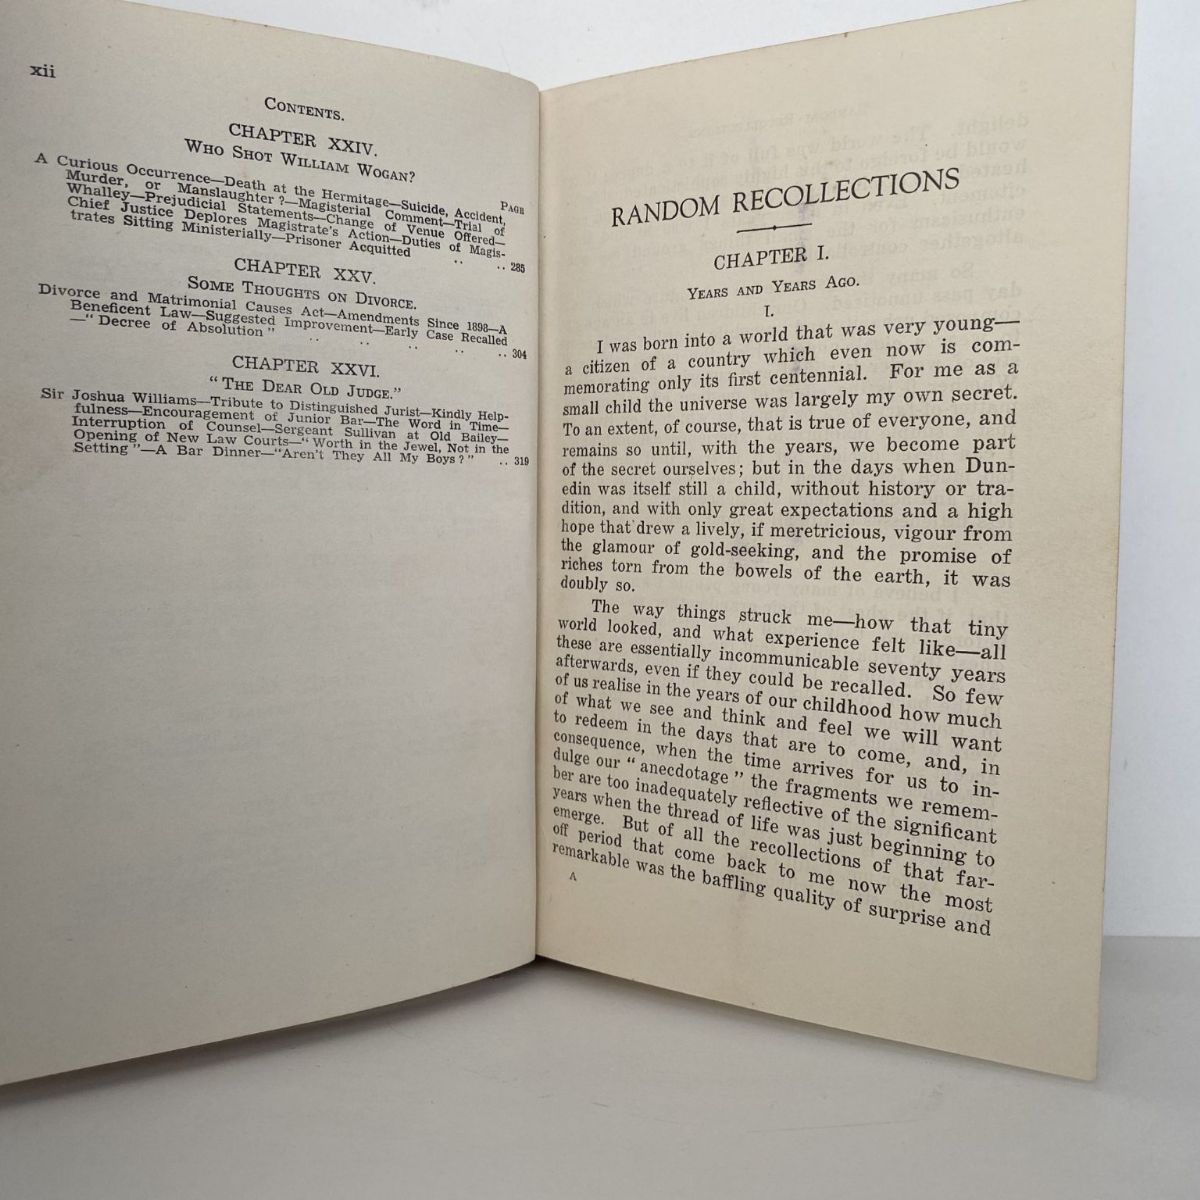 xii
CONTENTS.
CHAPTER XXIV.
WHO SHOT WILLIAM WOGAN?
PAGE
A Curious Occurrence—Death at the Hermitage—Suicide, Accident,
Murder, or Manslaughter?—Magisterial Comment—Trial of
Whalley—Prejudicial Statements—Change of Venue Offered—
Chief Justice Deplores Magistrate's Action—Duties of Magis-
trates Sitting Ministerially—Prisoner Acquitted .. .. 285
CHAPTER XXV.
SOME THOUGHTS ON DIVORCE.
Divorce and Matrimonial Causes Act—Amendments Since 1898—A
Beneficent Law—Suggested Improvement—Early Case Recalled
—"Decree of Absolution" .. .. .. .. .. 304
CHAPTER XXVI.
"THE DEAR OLD JUDGE."
Sir Joshua Williams—Tribute to Distinguished Jurist—Kindly Help-
fulness—Encouragement of Junior Bar—The Word in Time—
Interruption of Counsel—Sergeant Sullivan at Old Bailey—
Opening of New Law Courts—"Worth in the Jewel, Not in the
Setting"—A Bar Dinner—"Aren't They All My Boys?" .. 319
RANDOM RECOLLECTIONS
CHAPTER I.
YEARS AND YEARS AGO.
I.
I was born into a world that was very young—
a citizen of a country which even now is com-
memorating only its first centennial. For me as a
small child the universe was largely my own secret.
To an extent, of course, that is true of everyone, and
remains so until, with the years, we become part
of the secret ourselves; but in the days when Dun-
edin was itself still a child, without history or tra-
dition, and with only great expectations and a high
hope that drew a lively, if meretricious, vigour from
the glamour of gold-seeking, and the promise of
riches torn from the bowels of the earth, it was
doubly so.
The way things struck me—how that tiny
world looked, and what experience felt like—all
these are essentially incommunicable seventy years
afterwards, even if they could be recalled. So few
of us realise in the years of our childhood how much
of what we see and think and feel we will want
to redeem in the days that are to come, and, in
consequence, when the time arrives for us to in-
dulge our "anecdotage" the fragments we remem-
ber are too inadequately reflective of the significant
years when the thread of life was just beginning to
emerge. But of all the recollections of that far-
off period that come back to me now the most
remarkable was the baffling quality of surprise and
A